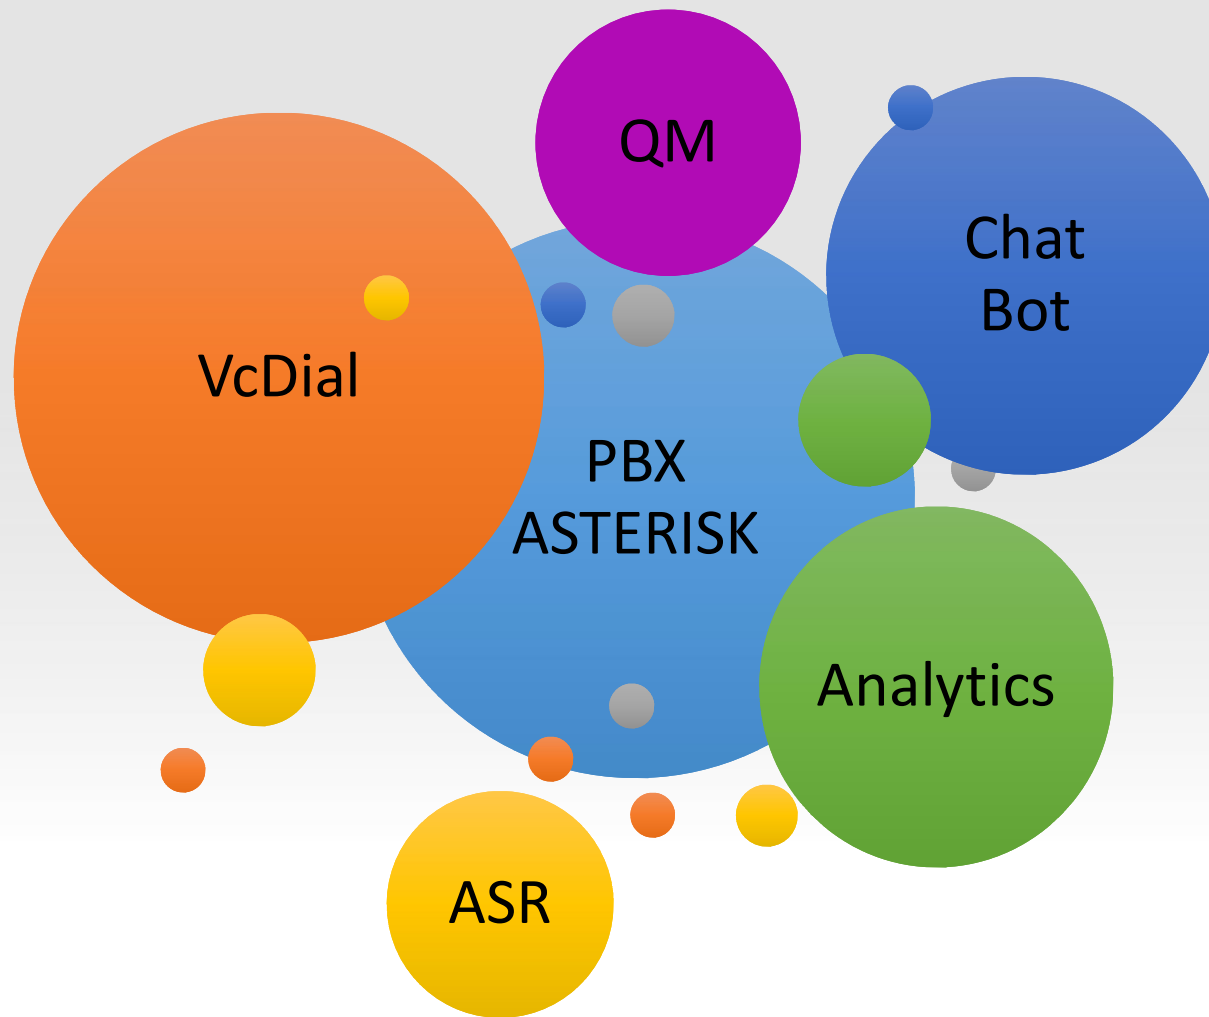 QM
Chat
Bot
VcDial
PBX
ASTERISK
Analytics
ASR